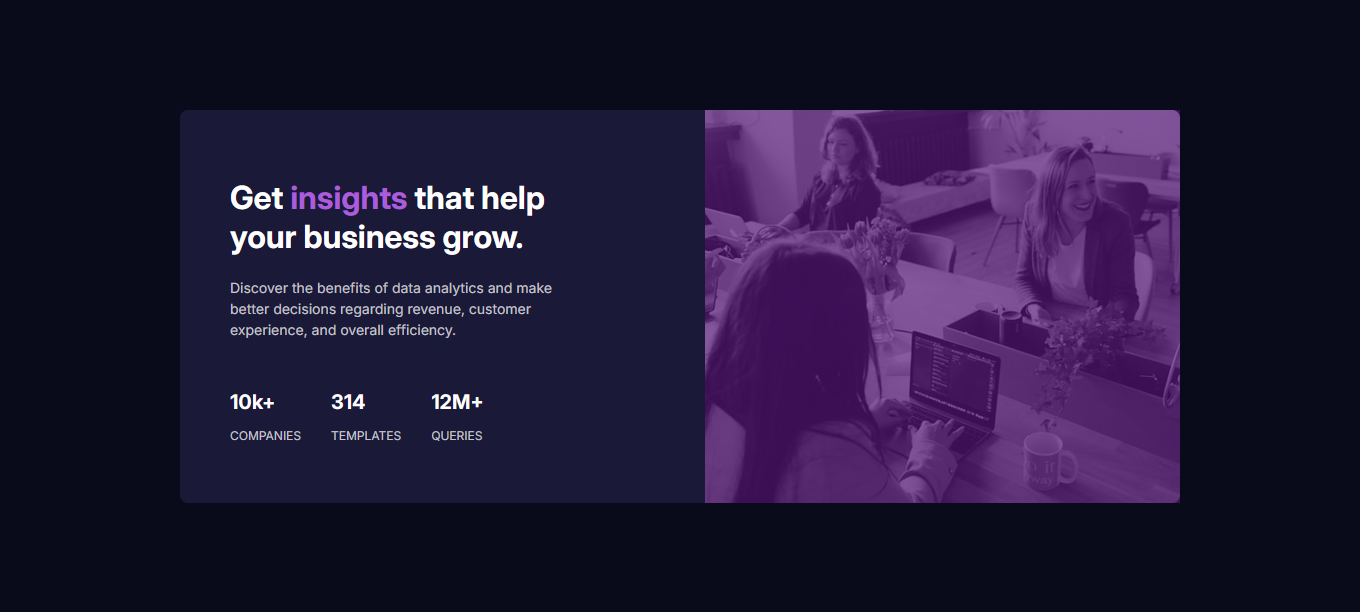 Get insights that help
your business grow.
Discover the benefits of data analytics and make
better decisions regarding revenue, customer
experience, and overall efficiency.
10k+ 314 12M+
COMPANIES TEMPLATES QUERIES